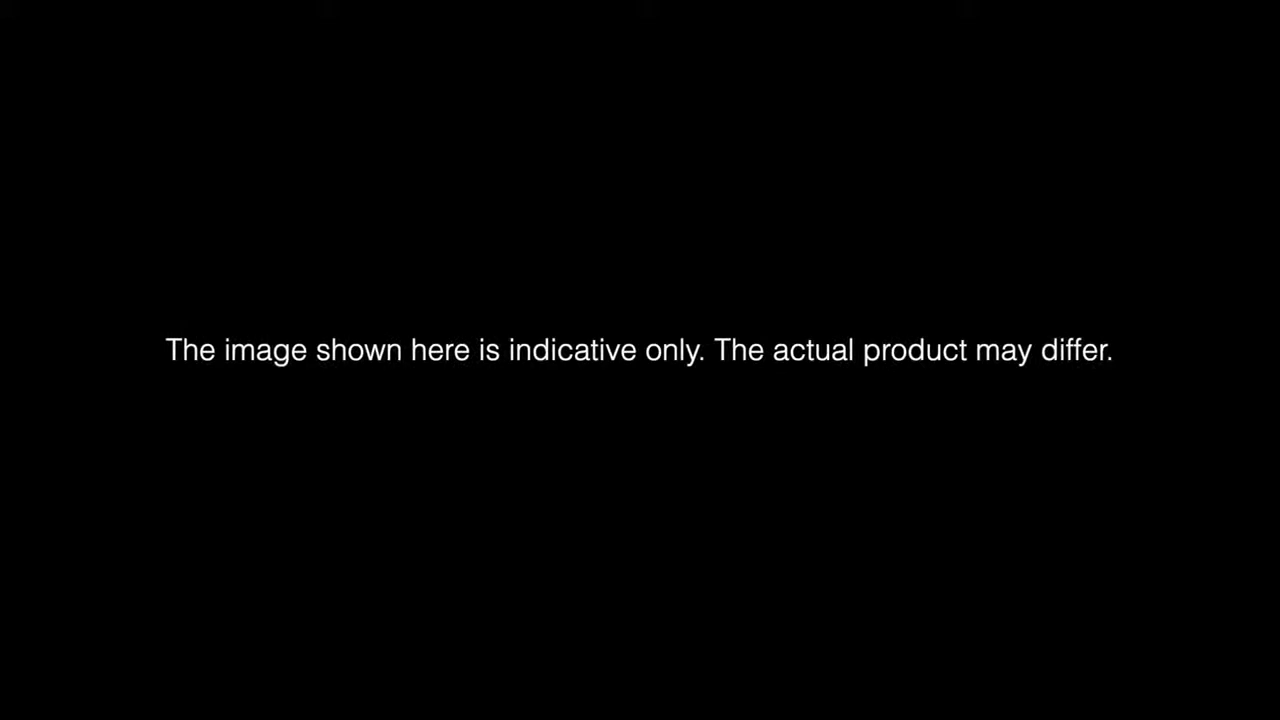 The image shown here is indicative only. The actual product may differ.